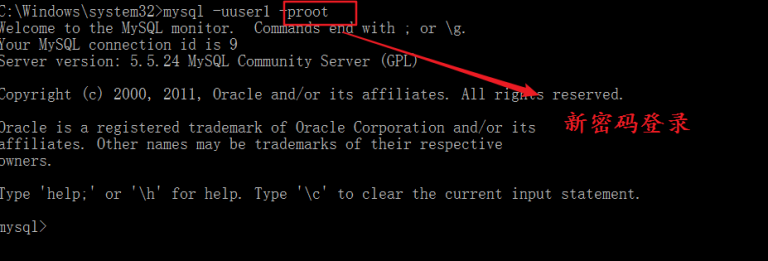 C:\Windows\system32>mysql -uuser1 -proot
Welcome to the MySQL monitor.  Commands end with ; or \g.
Your MySQL connection id is 9
Server version: 5.5.24 MySQL Community Server (GPL)
Copyright (c) 2000, 2011, Oracle and/or its affiliates. All rights reserved.
新密码登录
Oracle is a registered trademark of Oracle Corporation and/or its
affiliates. Other names may be trademarks of their respective
owners.
Type 'help;' or '\h' for help. Type '\c' to clear the current input statement.
mysql>